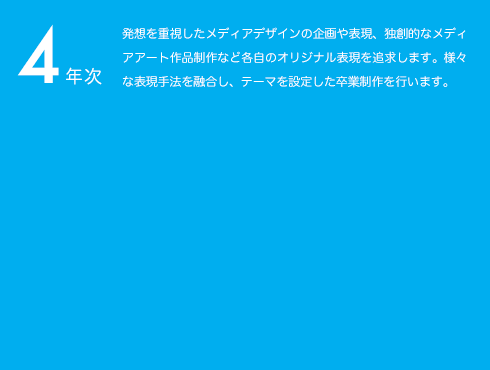 4年次
発想を重視したメディアデザインの企画や表現、独創的なメディ
アアート作品制作など各自のオリジナル表現を追求します。様々
な表現手法を融合し、テーマを設定した卒業制作を行います。